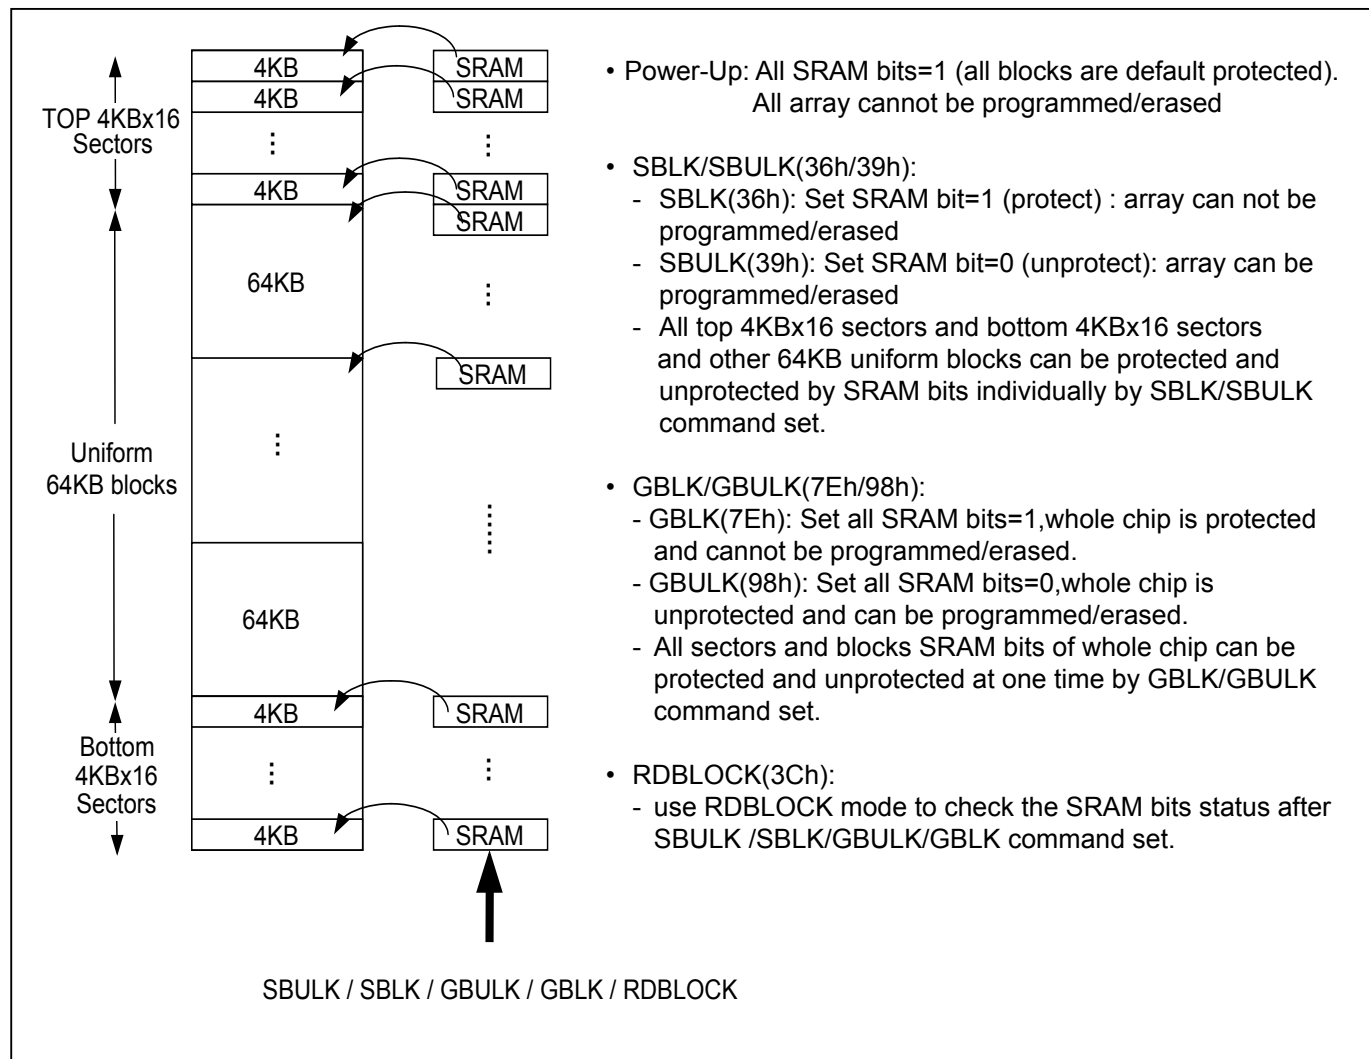 4KB
SRAM
4KB
SRAM
TOP 4KBx16
Sectors
4KB
SRAM
SRAM
64KB
SRAM
Uniform
64KB blocks
64KB
4KB
SRAM
Bottom
4KBx16
Sectors
4KB
SRAM
SBULK / SBLK / GBULK / GBLK / RDBLOCK
• Power-Up: All SRAM bits=1 (all blocks are default protected).
All array cannot be programmed/erased
• SBLK/SBULK(36h/39h):
- SBLK(36h): Set SRAM bit=1 (protect) : array can not be
programmed/erased
- SBULK(39h): Set SRAM bit=0 (unprotect): array can be
programmed/erased
- All top 4KBx16 sectors and bottom 4KBx16 sectors
and other 64KB uniform blocks can be protected and
unprotected by SRAM bits individually by SBLK/SBULK
command set.
• GBLK/GBULK(7Eh/98h):
- GBLK(7Eh): Set all SRAM bits=1,whole chip is protected
and cannot be programmed/erased.
- GBULK(98h): Set all SRAM bits=0,whole chip is
unprotected and can be programmed/erased.
- All sectors and blocks SRAM bits of whole chip can be
protected and unprotected at one time by GBLK/GBULK
command set.
• RDBLOCK(3Ch):
- use RDBLOCK mode to check the SRAM bits status after
SBULK /SBLK/GBULK/GBLK command set.